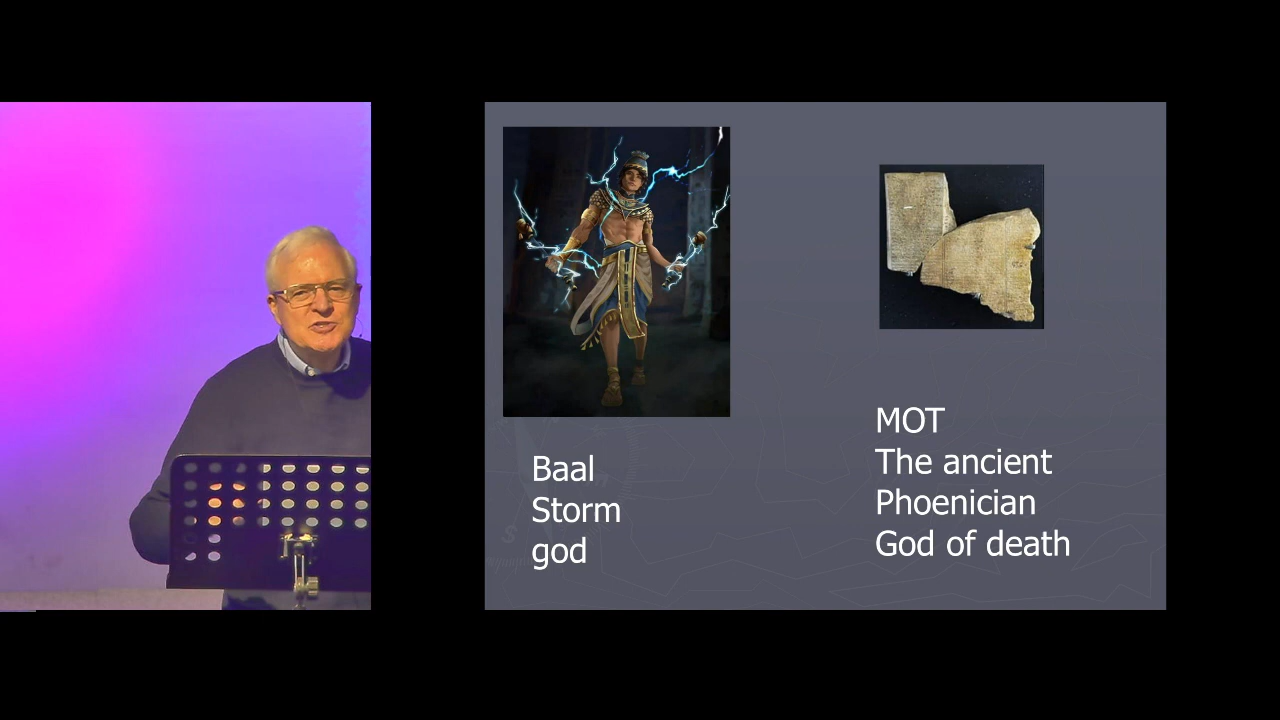 Baal
Storm
god
MOT
The ancient
Phoenician
God of death